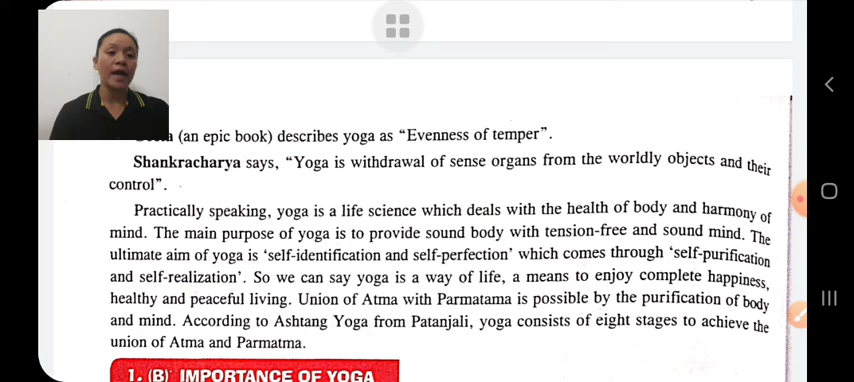 (an epic book) describes yoga as “Evenness of temper”.
Shankracharya says, “Yoga is withdrawal of sense organs from the worldly objects and their
control”.
Practically speaking, yoga is a life science which deals with the health of body and harmony of
mind. The main purpose of yoga is to provide sound body with tension-free and sound mind. The
ultimate aim of yoga is ‘self-identification and self-perfection’ which comes through ‘self-purification
and self-realization’. So we can say yoga is a way of life, a means to enjoy complete happiness,
healthy and peaceful living. Union of Atma with Parmatama is possible by the purification of body
and mind. According to Ashtang Yoga from Patanjali, yoga consists of eight stages to achieve the
union of Atma and Parmatma.
1. (B) IMPORTANCE OF YOGA